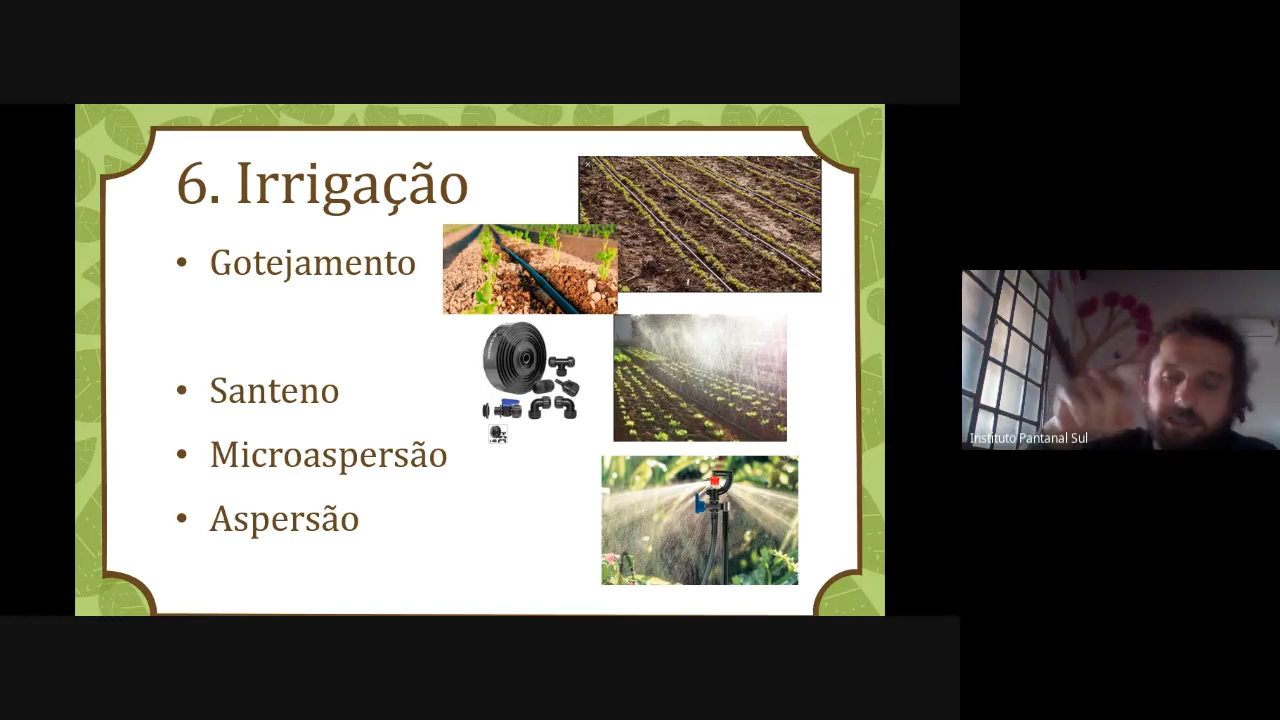 6. Irrigação
• Gotejamento
• Santeno
• Microaspersão
• Aspersão
Instituto Pantanal Sul